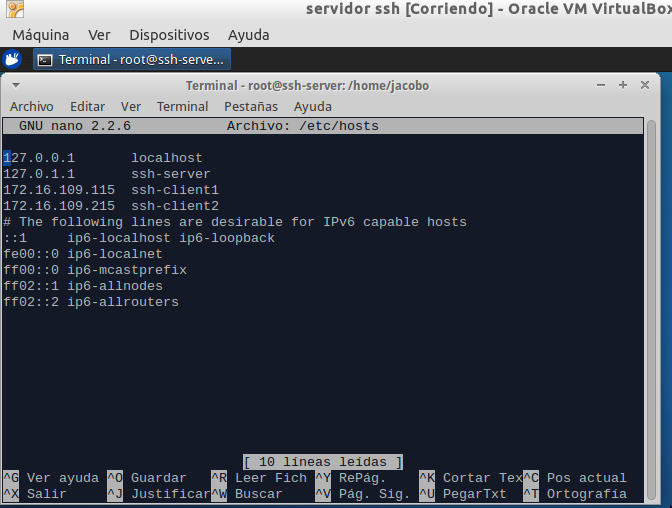 servidor ssh [Corriendo] - Oracle VM VirtualBox
Máquina Ver Dispositivos Ayuda
Terminal - root@ssh-serve...
Terminal - root@ssh-server: /home/jacobo
Archivo Editar Ver Terminal Pestañas Ayuda
GNU nano 2.2.6 Archivo: /etc/hosts
127.0.0.1 localhost
127.0.1.1 ssh-server
172.16.109.115 ssh-client1
172.16.109.215 ssh-client2
# The following lines are desirable for IPv6 capable hosts
::1 ip6-localhost ip6-loopback
fe00::0 ip6-localnet
ff00::0 ip6-mcastprefix
ff02::1 ip6-allnodes
ff02::2 ip6-allrouters
[ 10 líneas leídas ]
^G Ver ayuda ^O Guardar ^R Leer Fich ^Y RePág. ^K Cortar Tex ^C Pos actual
^X Salir ^J Justificar ^W Buscar ^V Pág. Sig. ^U PegarTxt ^T Ortografía